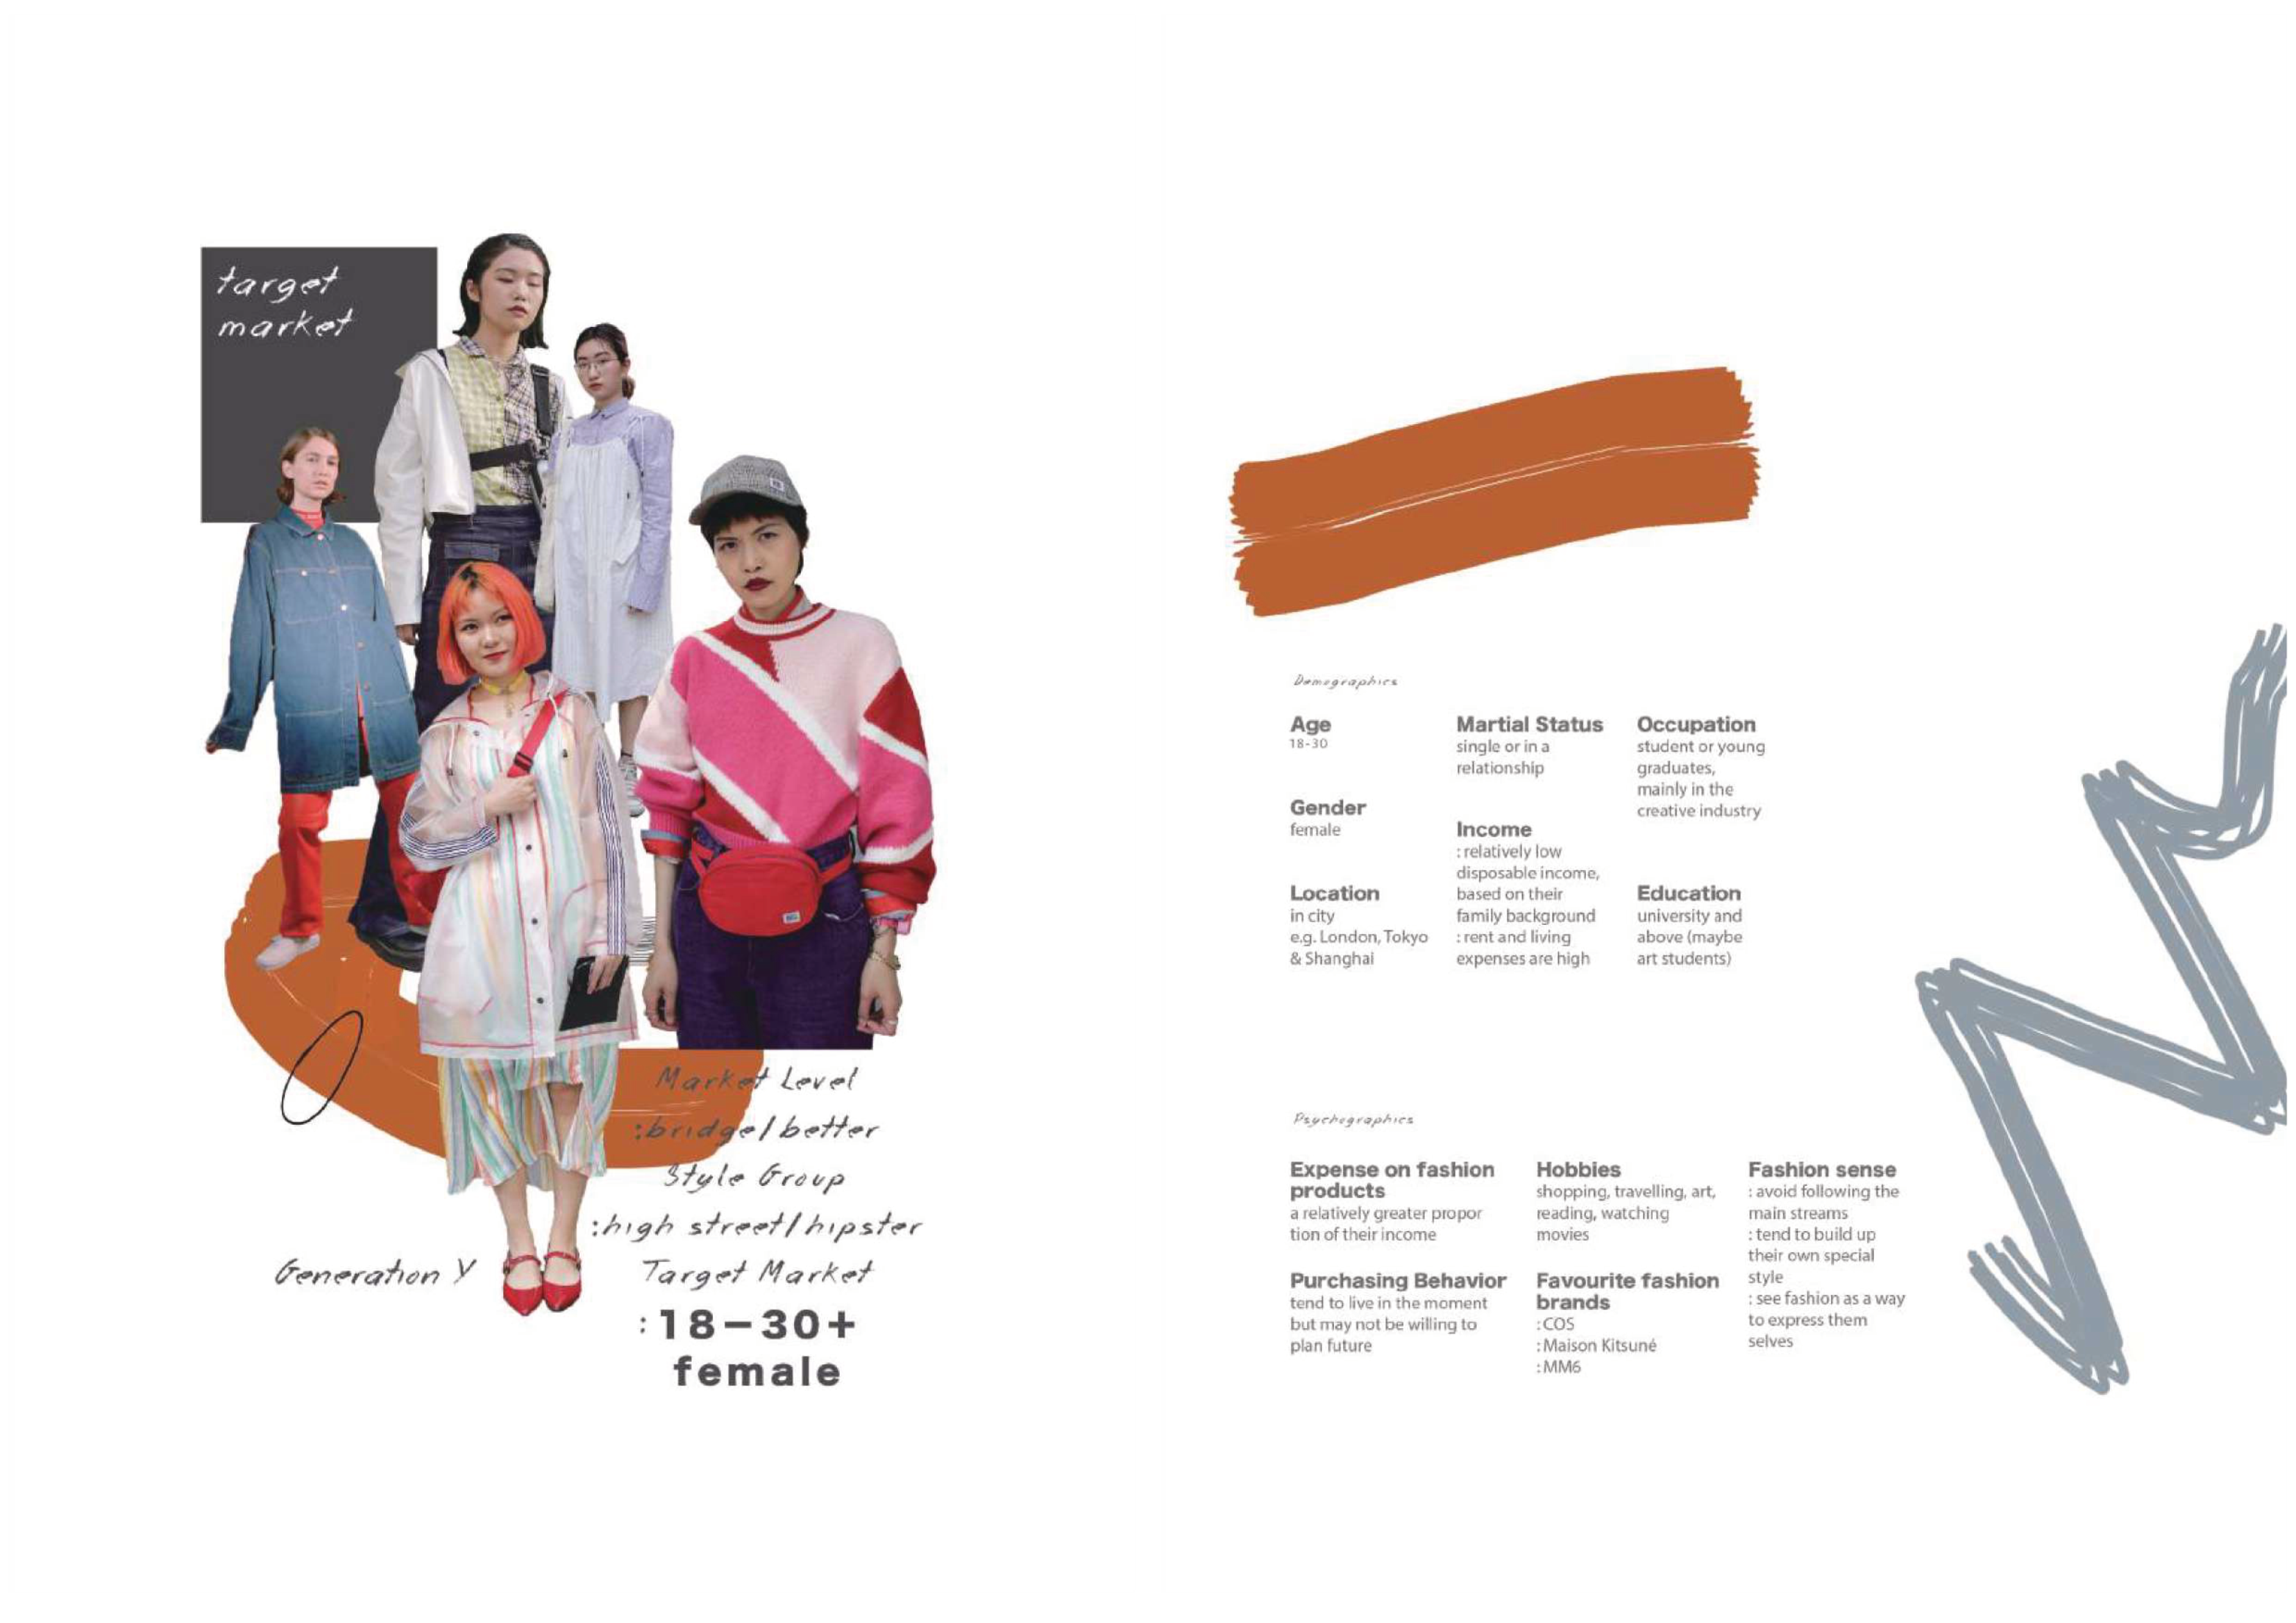 target
market
Market Level
:bridge/better
Style Group
:high street/hipster
Generation Y
Target Market
:18-30+
female
Demographics
Age
18-30
Gender
female
Location
in city
e.g. London, Tokyo
& Shanghai
Martial Status
single or in a
relationship
Income
: relatively low
disposable income,
based on their
family background
: rent and living
expenses are high
Occupation
student or young
graduates,
mainly in the
creative industry
Education
university and
above (maybe
art students)
Psychographics
Expense on fashion
products
a relatively greater propor
tion of their income
Purchasing Behavior
tend to live in the moment
but may not be willing to
plan future
Hobbies
shopping, travelling, art,
reading, watching
movies
Favourite fashion
brands
: COS
: Maison Kitsuné
: MM6
Fashion sense
: avoid following the
main streams
: tend to build up
their own special
style
: see fashion as a way
to express them
selves